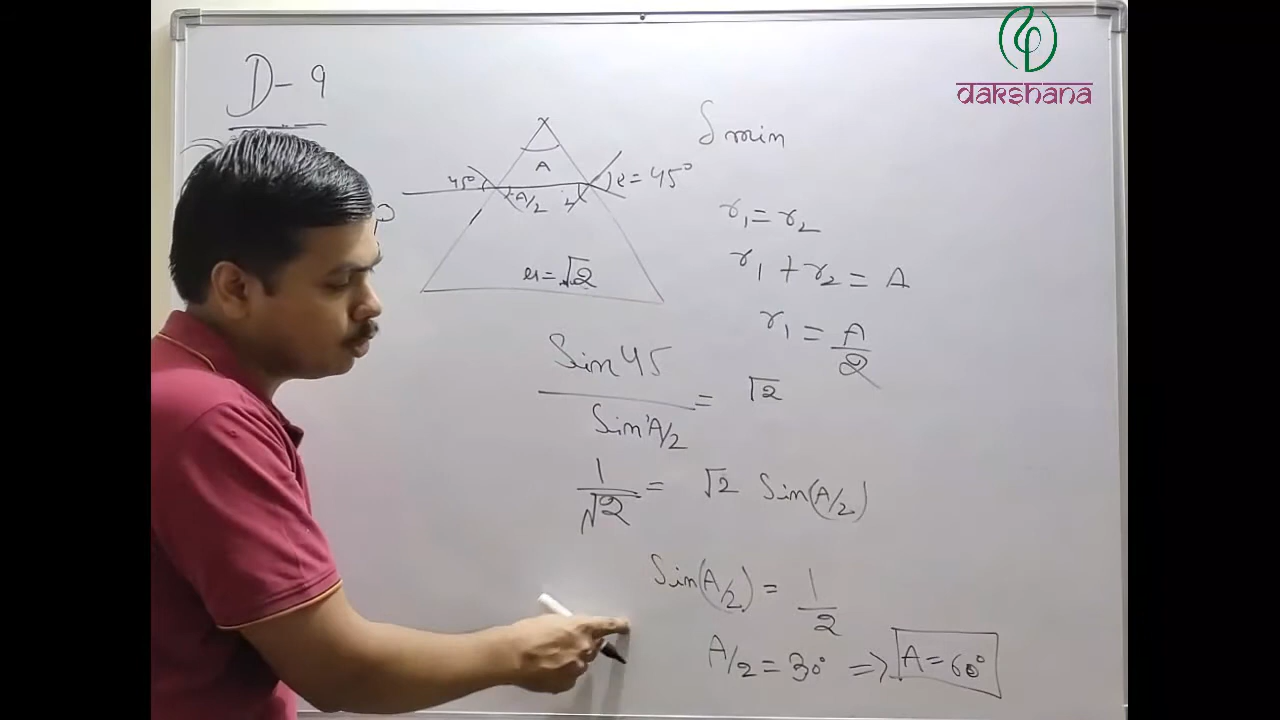 dakshana
D-9
δ min
A
45°
e = 45°
A/2
r₁ = r₂
r₁ + r₂ = A
μ = √2
r₁ = A/2
Sin 45 / Sin A/2 = √2
1/√2 = √2 Sin(A/2)
Sin(A/2) = 1/2
A/2 = 30° ⇒ A = 60°